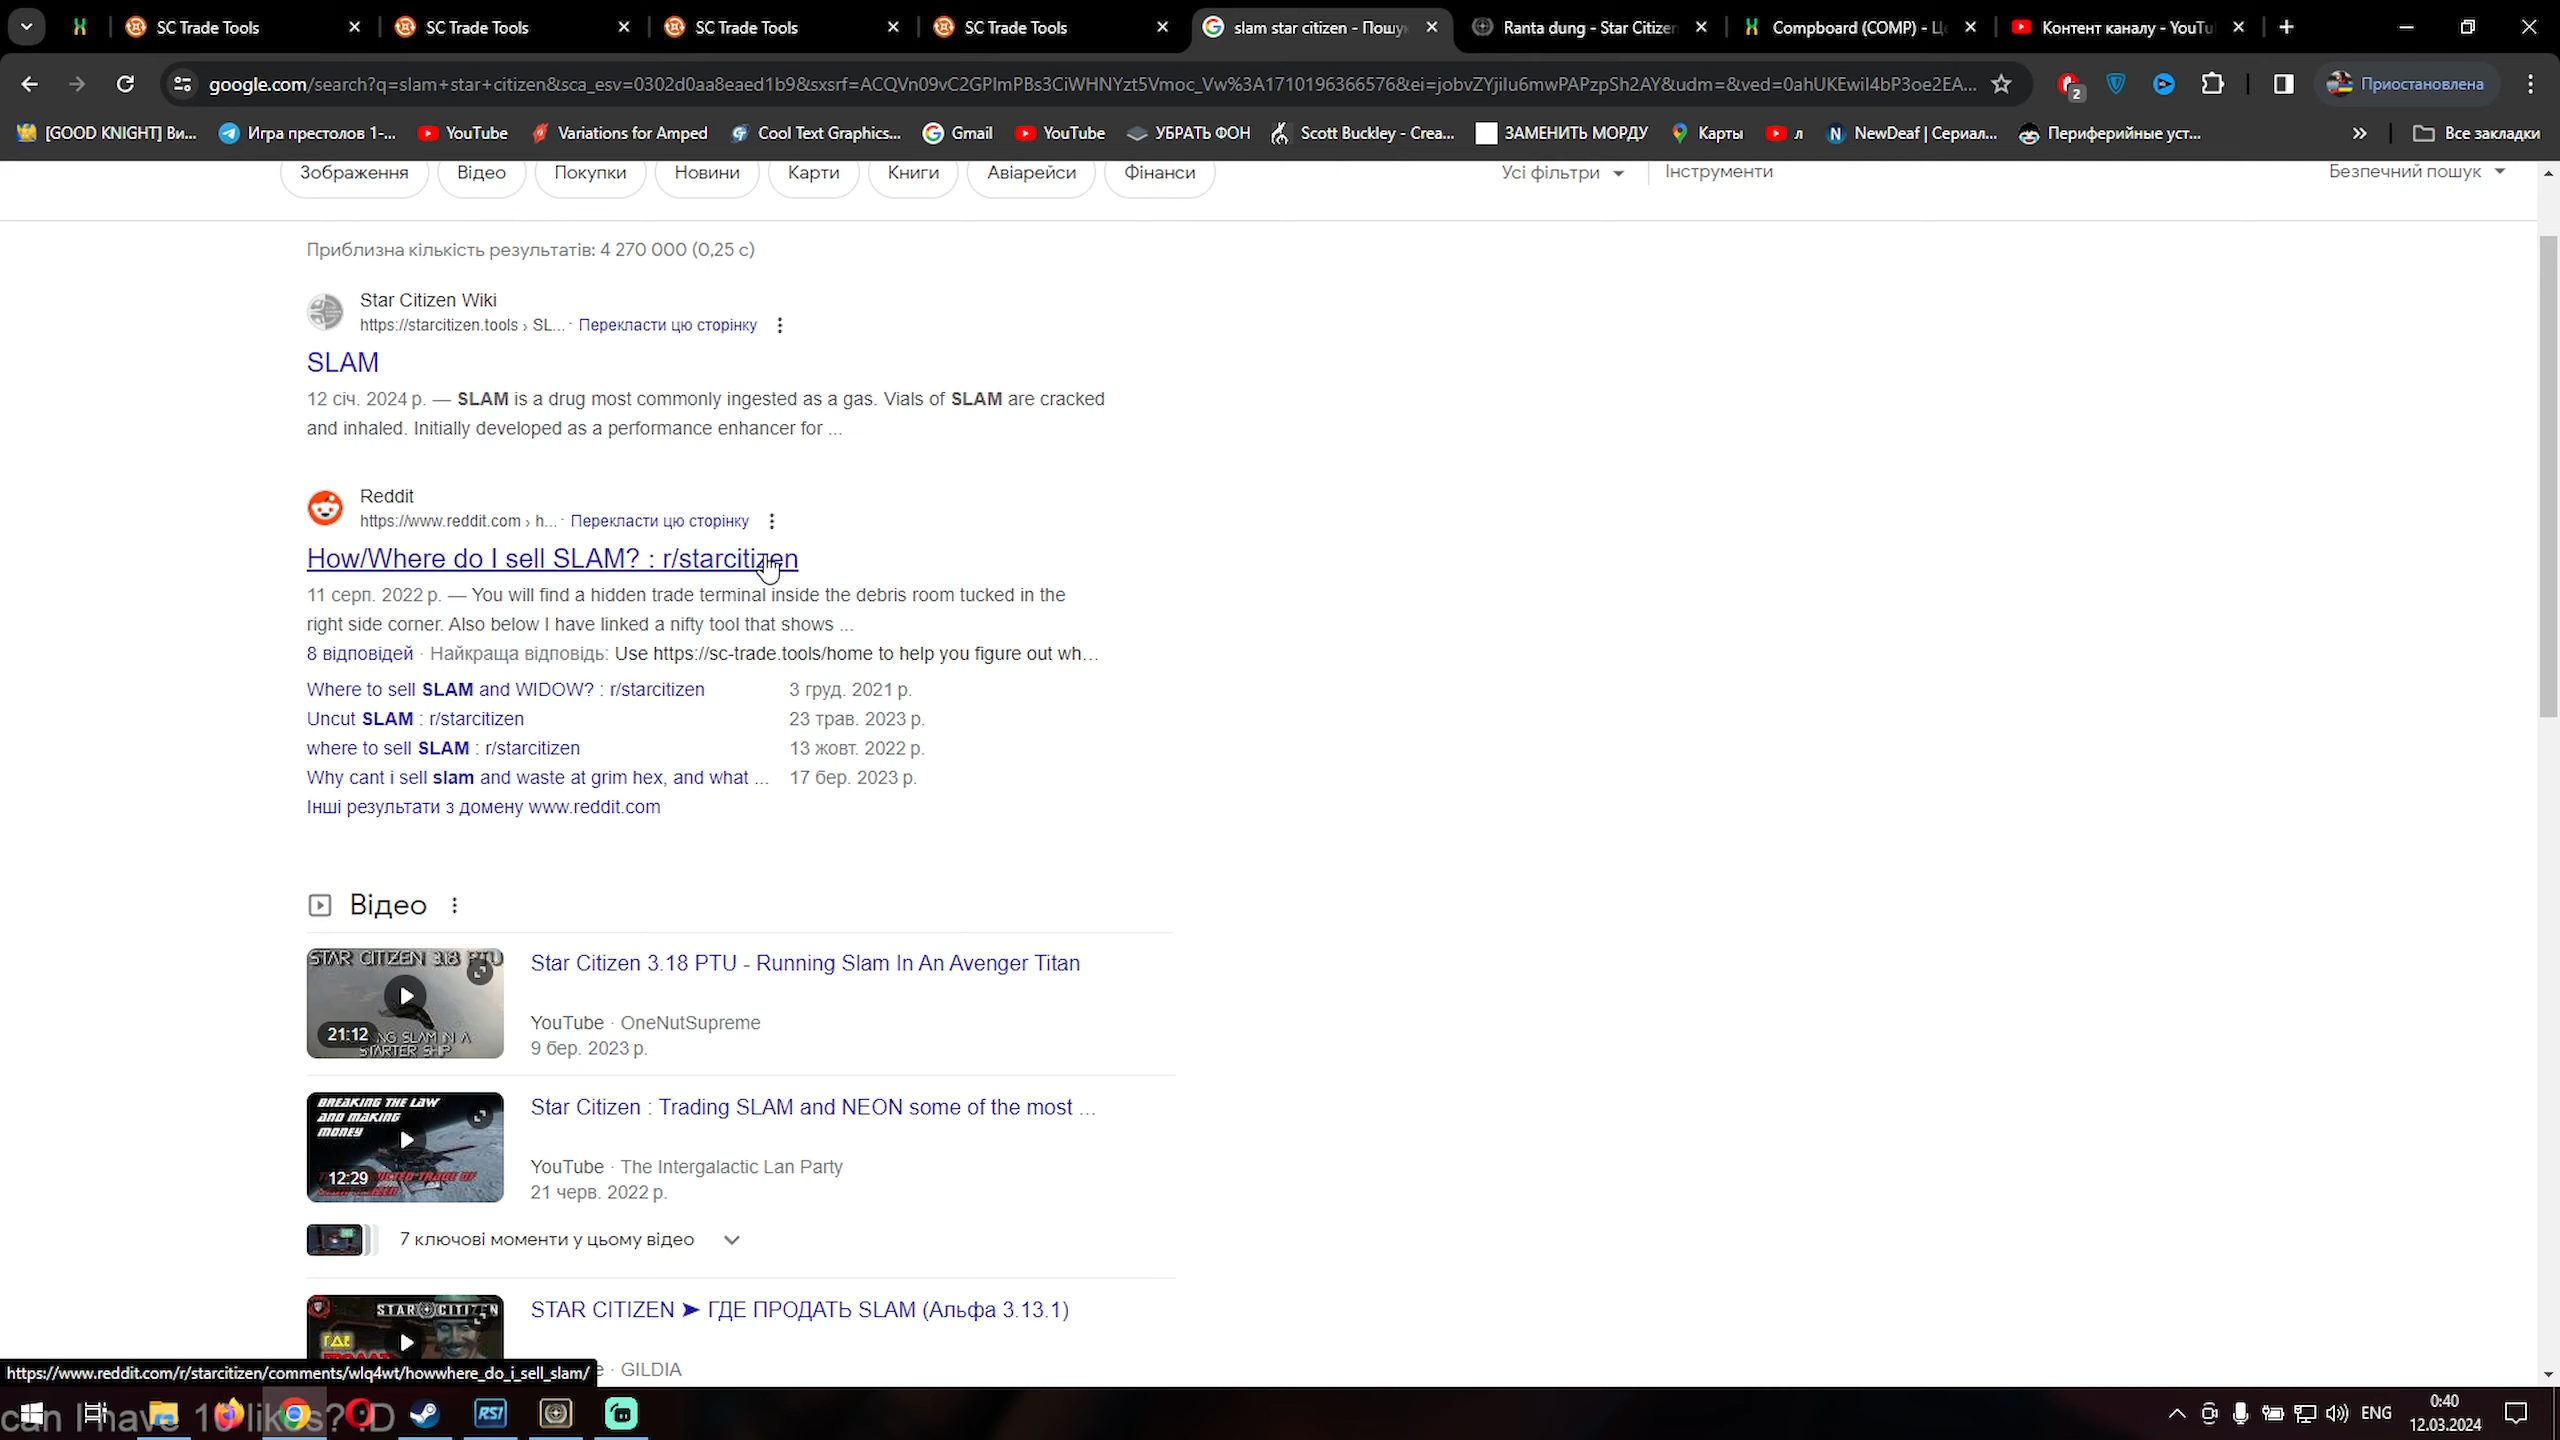 SC Trade Tools
SC Trade Tools
SC Trade Tools
SC Trade Tools
slam star citizen - Пошук
Ranta dung - Star Citizen
Compboard (COMP) - Ц
Контент каналу - YouTu
google.com/search?q=slam+star+citizen&sca_esv=0302d0aa8eaed1b9&sxsrf=ACQVn09vC2GPImPBs3CiWHNYzt5Vmoc_Vw%3A1710196366576&ei=jobvZYjiIu6mwPAPzpSh2AY&udm=&ved=0ahUKEwiI4bP3oe2EA...
2
Приостановлена
[GOOD KNIGHT] Ви...
Игра престолов 1-...
YouTube
Variations for Amped
Cool Text Graphics...
Gmail
YouTube
УБРАТЬ ФОН
Scott Buckley - Crea...
ЗАМЕНИТЬ МОРДУ
Карты
л
NewDeaf | Сериал...
Периферийные уст...
»
Все закладки
Зображення
Відео
Покупки
Новини
Карти
Книги
Авіарейси
Фінанси
Усі фільтри
Інструменти
Безпечний пошук
Приблизна кількість результатів: 4 270 000 (0,25 с)
Star Citizen Wiki
https://starcitizen.tools › SL... · Перекласти цю сторінку
SLAM
12 січ. 2024 р. — SLAM is a drug most commonly ingested as a gas. Vials of SLAM are cracked
and inhaled. Initially developed as a performance enhancer for ...
Reddit
https://www.reddit.com › h... · Перекласти цю сторінку
How/Where do I sell SLAM? : r/starcitizen
11 серп. 2022 р. — You will find a hidden trade terminal inside the debris room tucked in the
right side corner. Also below I have linked a nifty tool that shows ...
8 відповідей · Найкраща відповідь: Use https://sc-trade.tools/home to help you figure out wh...
Where to sell SLAM and WIDOW? : r/starcitizen 3 груд. 2021 р.
Uncut SLAM : r/starcitizen 23 трав. 2023 р.
where to sell SLAM : r/starcitizen 13 жовт. 2022 р.
Why cant i sell slam and waste at grim hex, and what ... 17 бер. 2023 р.
Інші результати з домену www.reddit.com
Відео
STAR CITIZEN 3.18 PTU
21:12
NG SLAM IN A
STARTER SHIP
Star Citizen 3.18 PTU - Running Slam In An Avenger Titan
YouTube · OneNutSupreme
9 бер. 2023 р.
BREAKING THE LAW
AND MAKING
MONEY
12:29
Star Citizen : Trading SLAM and NEON some of the most ...
YouTube · The Intergalactic Lan Party
21 черв. 2022 р.
7 ключові моменти у цьому відео
STAR CITIZEN
ГДЕ
STAR CITIZEN ➤ ГДЕ ПРОДАТЬ SLAM (Альфа 3.13.1)
e · GILDIA
https://www.reddit.com/r/starcitizen/comments/wlq4wt/howwhere_do_i_sell_slam/
can I have 10 likes? :D
RSI
ENG
0:40
12.03.2024